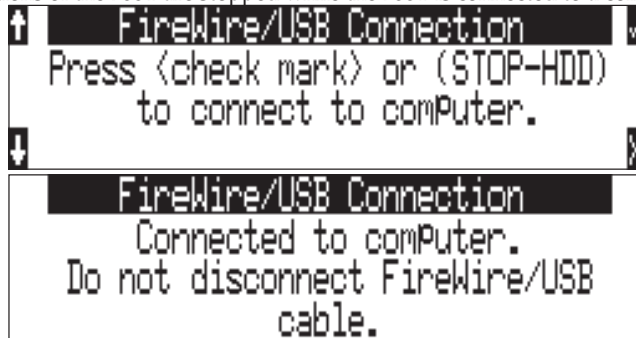 FireWire/USB Connection
Press <check mark> or (STOP-HDD)
to connect to computer.
FireWire/USB Connection
Connected to computer.
Do not disconnect FireWire/USB
cable.